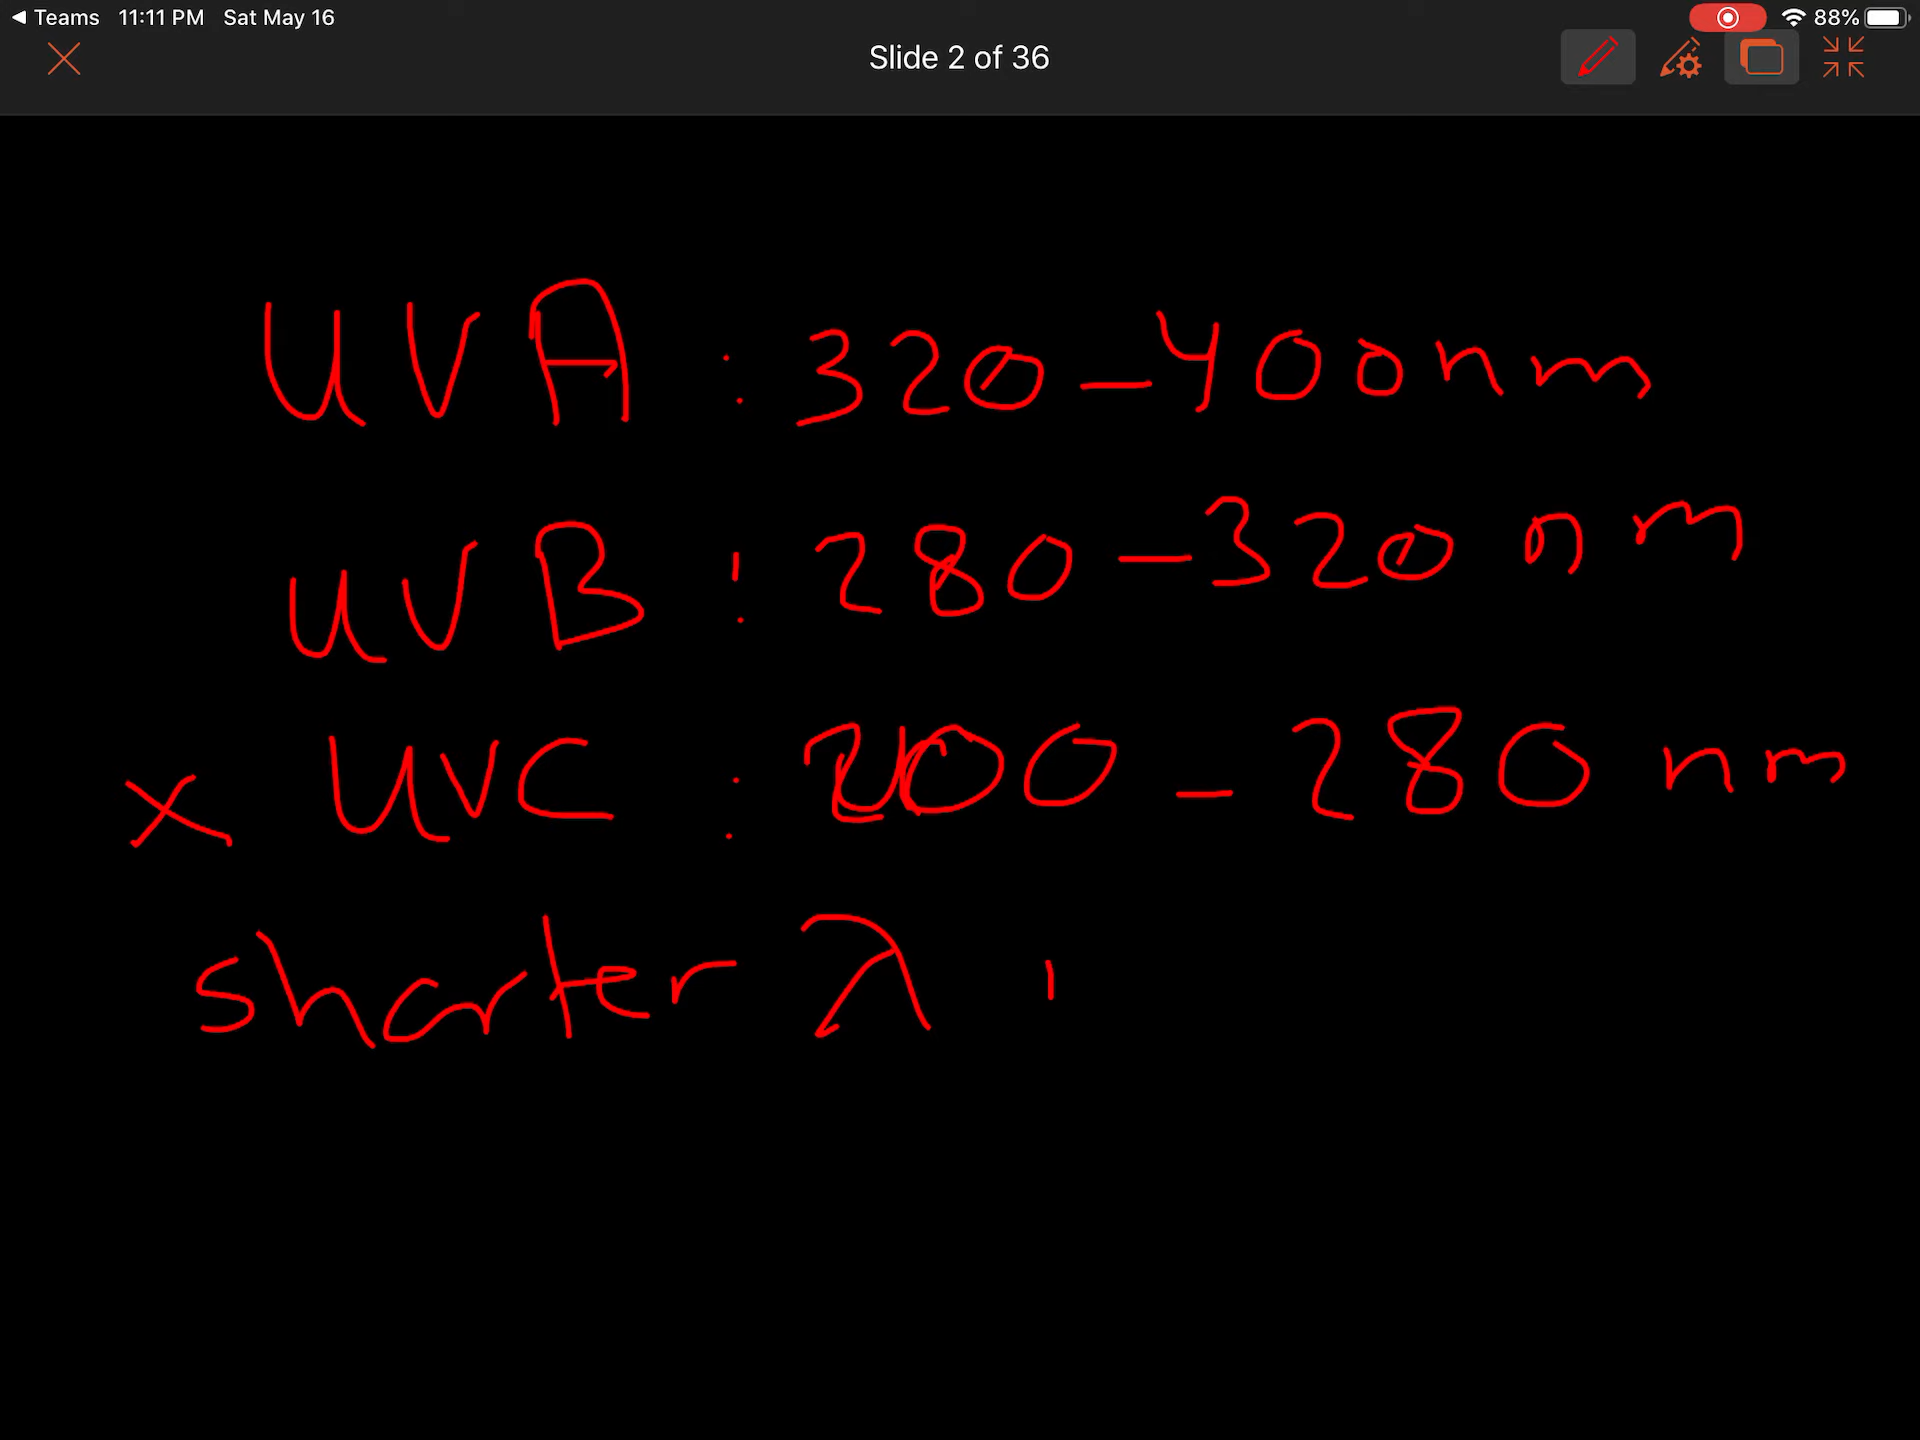 Teams 11:11 PM Sat May 16 88%
Slide 2 of 36
UVA : 320-400nm
UVB : 280-320 nm
x UVC : 200 - 280 nm
sharter λ